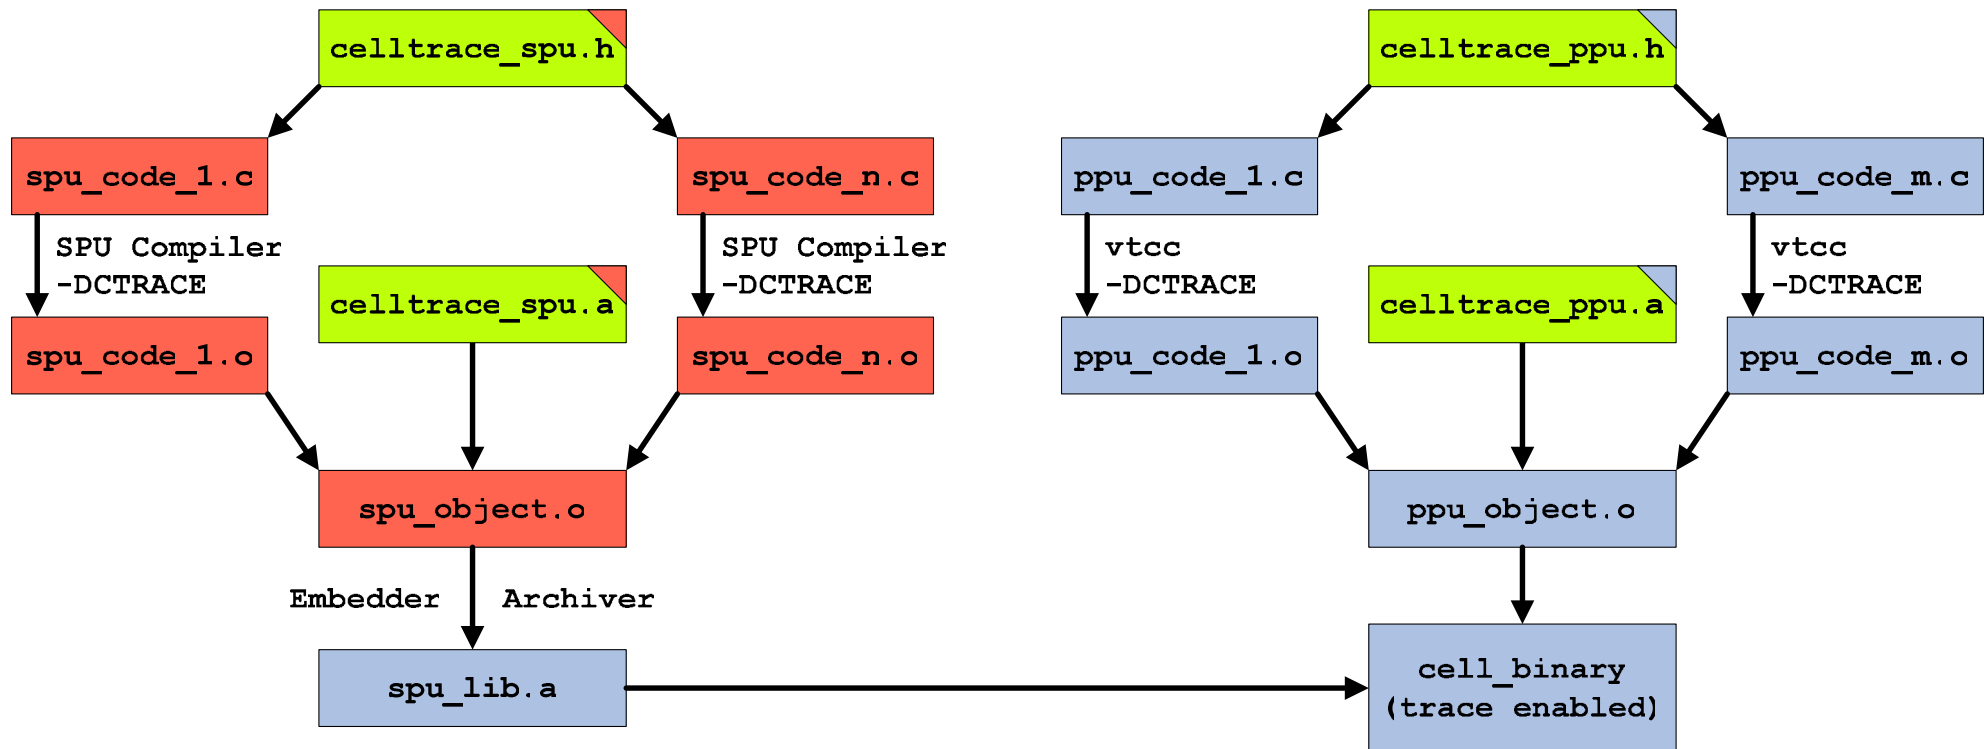 celltrace_spu.h
celltrace_ppu.h
spu_code_1.c
spu_code_n.c
ppu_code_1.c
ppu_code_m.c
SPU Compiler
-DCTRACE
SPU Compiler
-DCTRACE
vtcc
-DCTRACE
vtcc
-DCTRACE
celltrace_spu.a
celltrace_ppu.a
spu_code_1.o
spu_code_n.o
ppu_code_1.o
ppu_code_m.o
spu_object.o
ppu_object.o
Embedder
Archiver
spu_lib.a
cell_binary
(trace enabled)